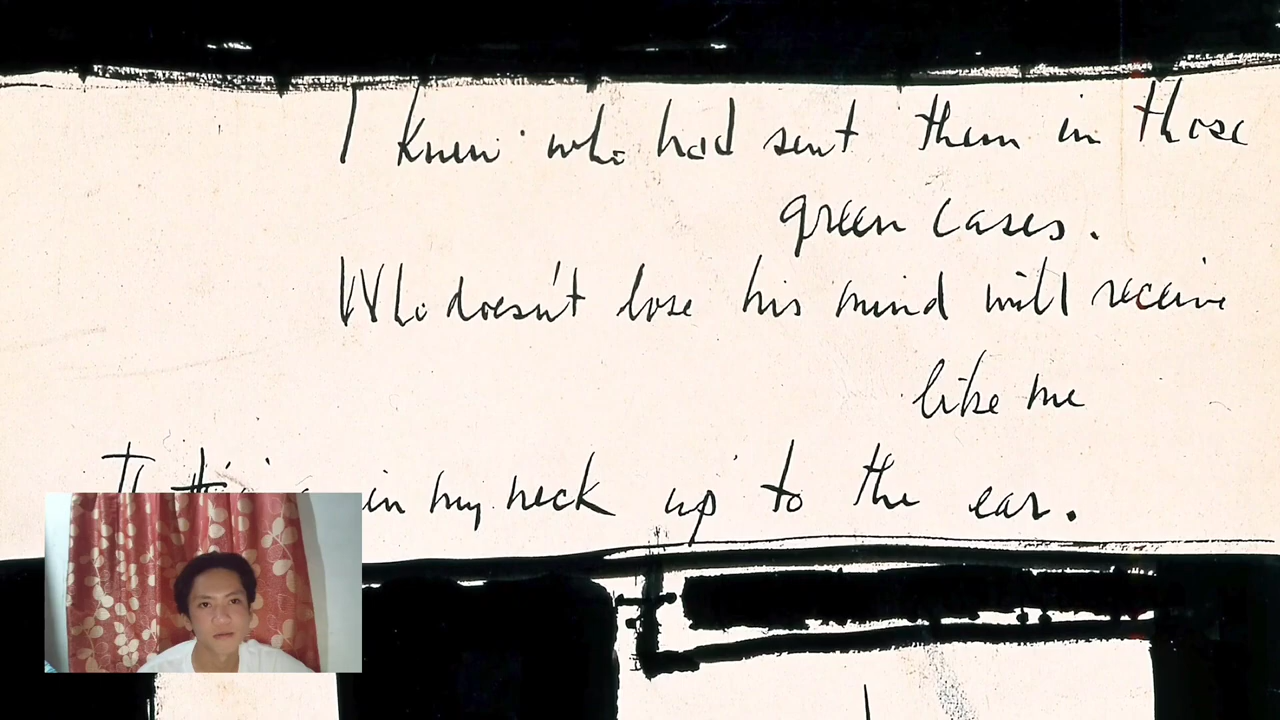 I knew who had sent them in those
green cases.
Who doesn't lose his mind will receive
like me
in my neck up to the ear.